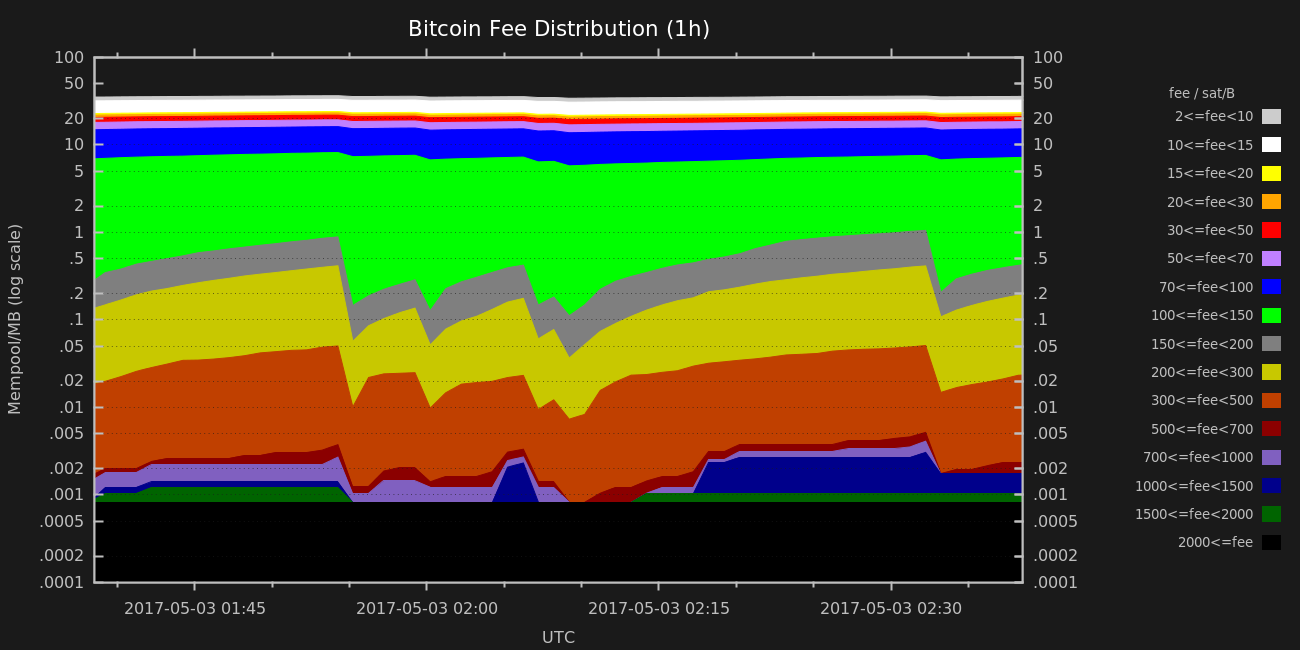 Bitcoin Fee Distribution (1h)
Mempool/MB (log scale)
100
50
20
10
5
2
1
.5
.2
.1
.05
.02
.01
.005
.002
.001
.0005
.0002
.0001
100
50
20
10
5
2
1
.5
.2
.1
.05
.02
.01
.005
.002
.001
.0005
.0002
.0001
2017-05-03 01:45
2017-05-03 02:00
2017-05-03 02:15
2017-05-03 02:30
UTC
fee / sat/B
2<=fee<10
10<=fee<15
15<=fee<20
20<=fee<30
30<=fee<50
50<=fee<70
70<=fee<100
100<=fee<150
150<=fee<200
200<=fee<300
300<=fee<500
500<=fee<700
700<=fee<1000
1000<=fee<1500
1500<=fee<2000
2000<=fee